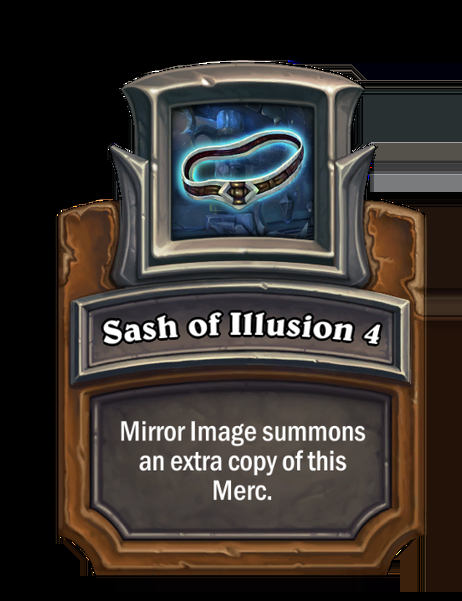 Sash of Illusion 4
Mirror Image summons
an extra copy of this
Merc.